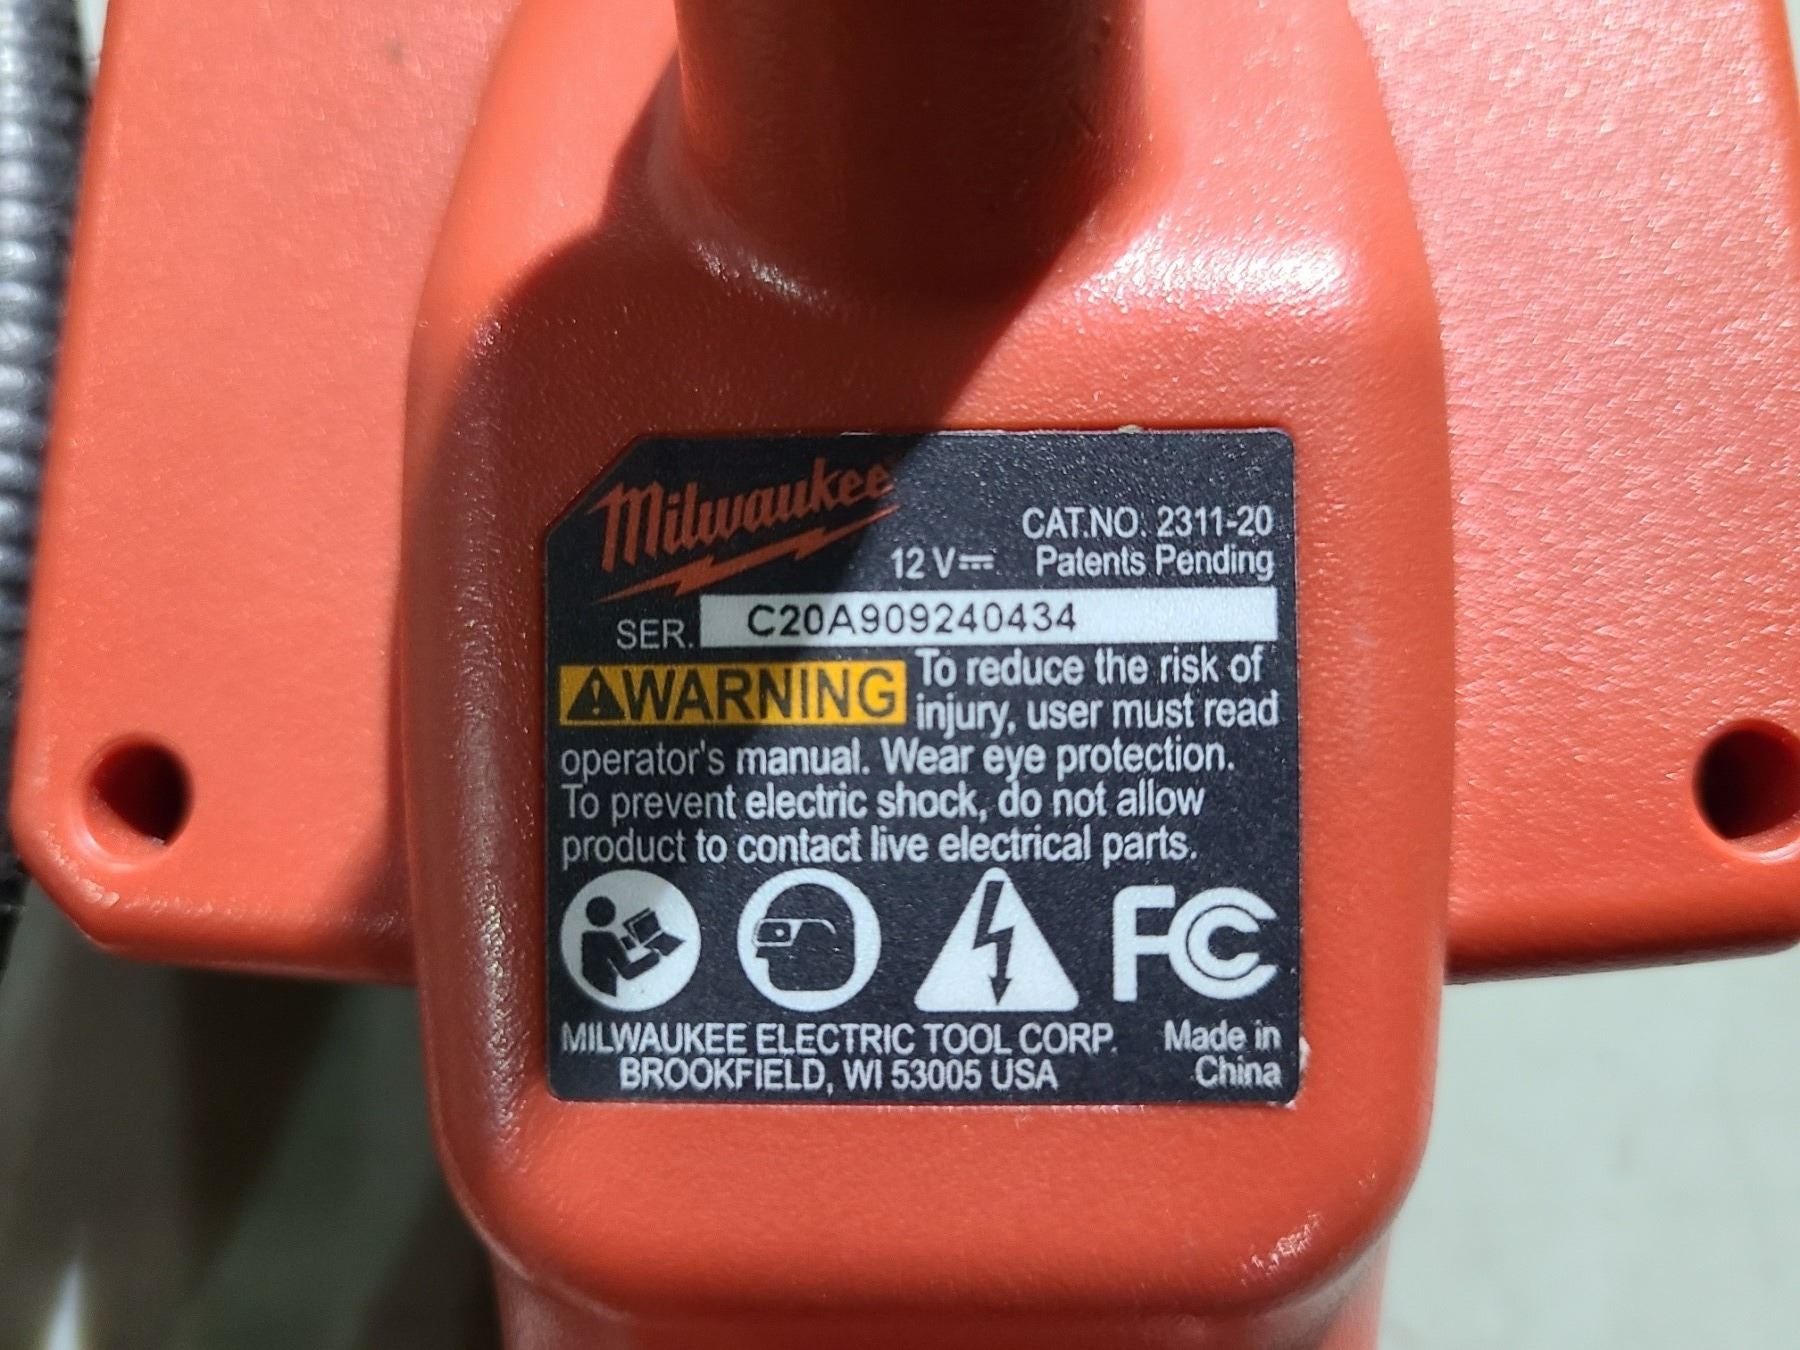 Milwaukee
CAT.NO. 2311-20
12 V Patents Pending
SER. C20A909240434
WARNING To reduce the risk of
injury, user must read
operator's manual. Wear eye protection.
To prevent electric shock, do not allow
product to contact live electrical parts.
FC
MILWAUKEE ELECTRIC TOOL CORP. Made in
BROOKFIELD, WI 53005 USA China